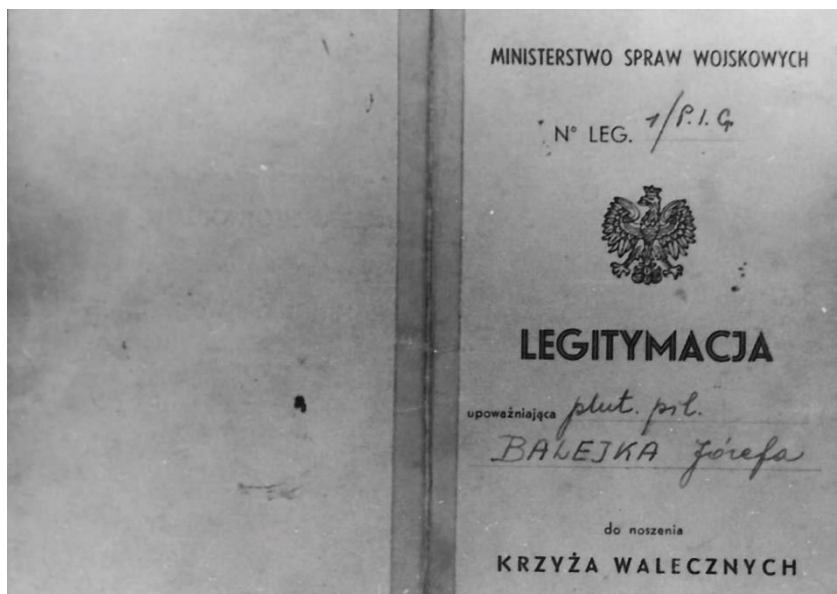 MINISTERSTWO SPRAW WOJSKOWYCH
N° LEG. 1/P.I.G
LEGITYMACJA
upoważniająca plut. pil.
BALEJKA Józefa
do noszenia
KRZYŻA WALECZNYCH